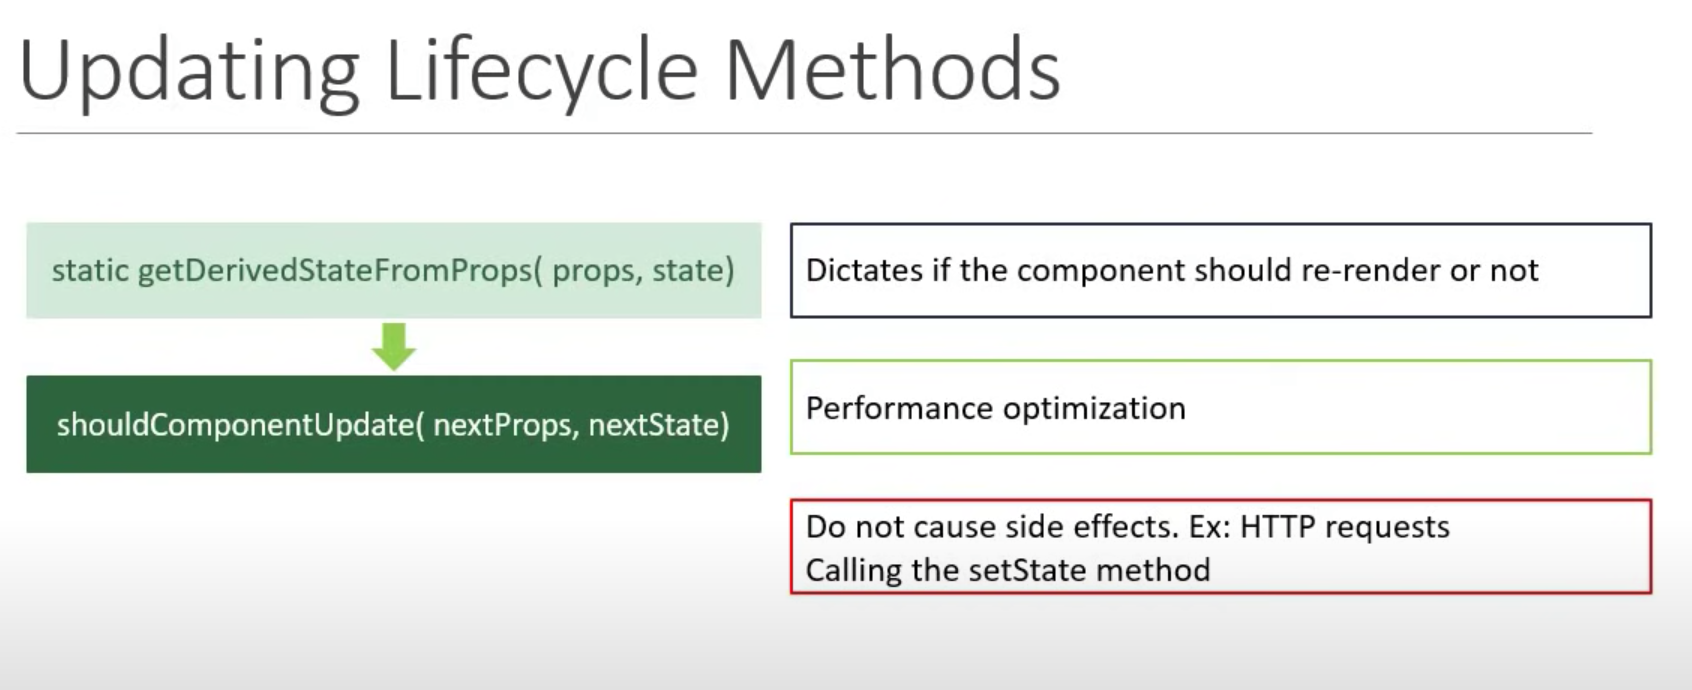 Updating Lifecycle Methods
static getDerivedStateFromProps( props, state)
shouldComponentUpdate( nextProps, nextState)
Dictates if the component should re-render or not
Performance optimization
Do not cause side effects. Ex: HTTP requests
Calling the setState method